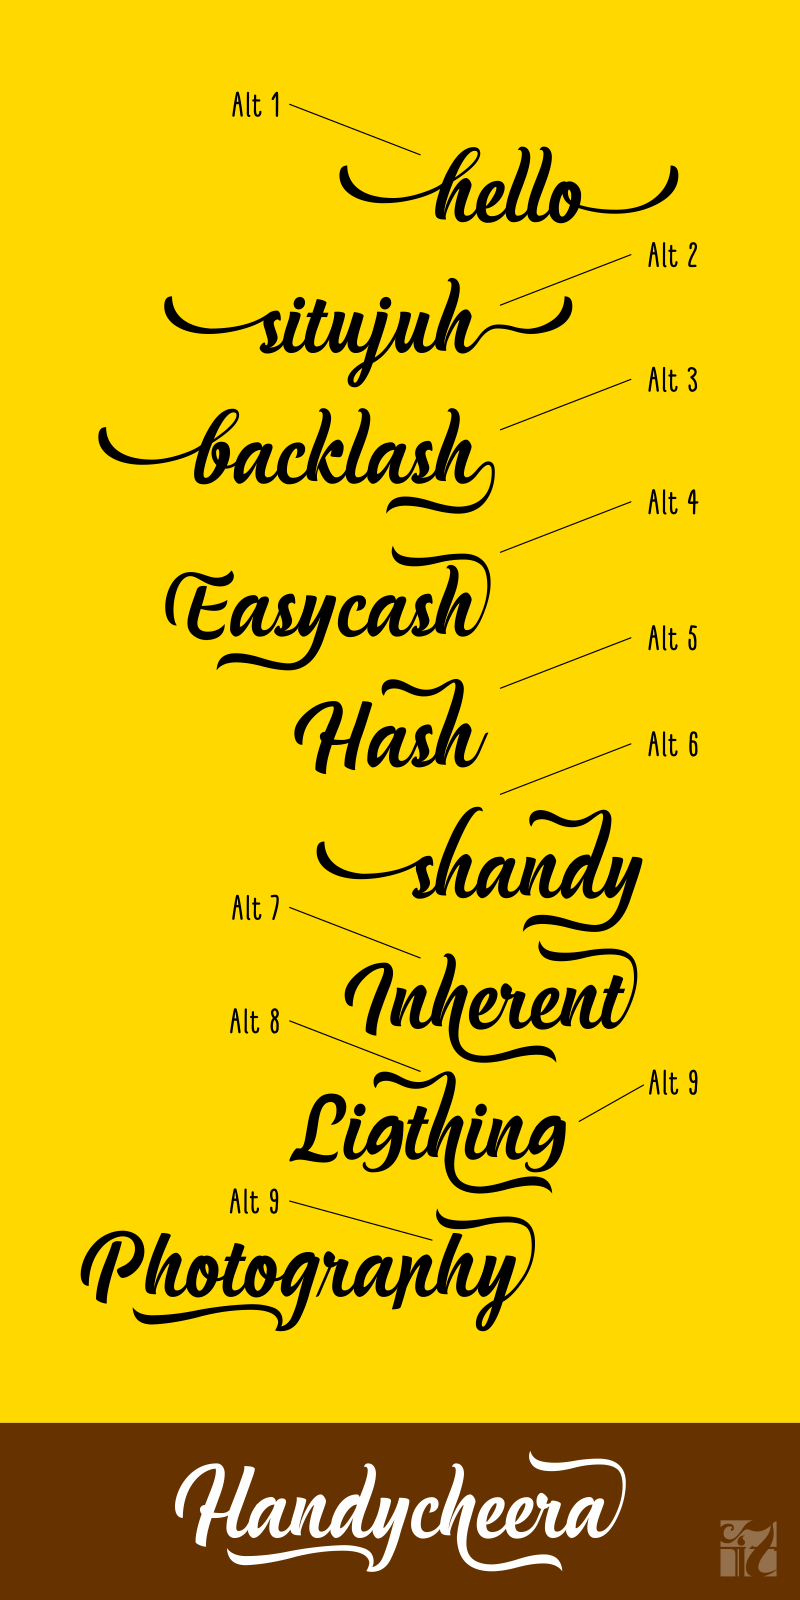 Alt 1
hello
Alt 2
situjuh
Alt 3
backlash
Alt 4
Easycash
Alt 5
Hash
Alt 6
shandy
Alt 7
Inherent
Alt 8
Ligthing
Alt 9
Alt 9
Photography
Handycheera